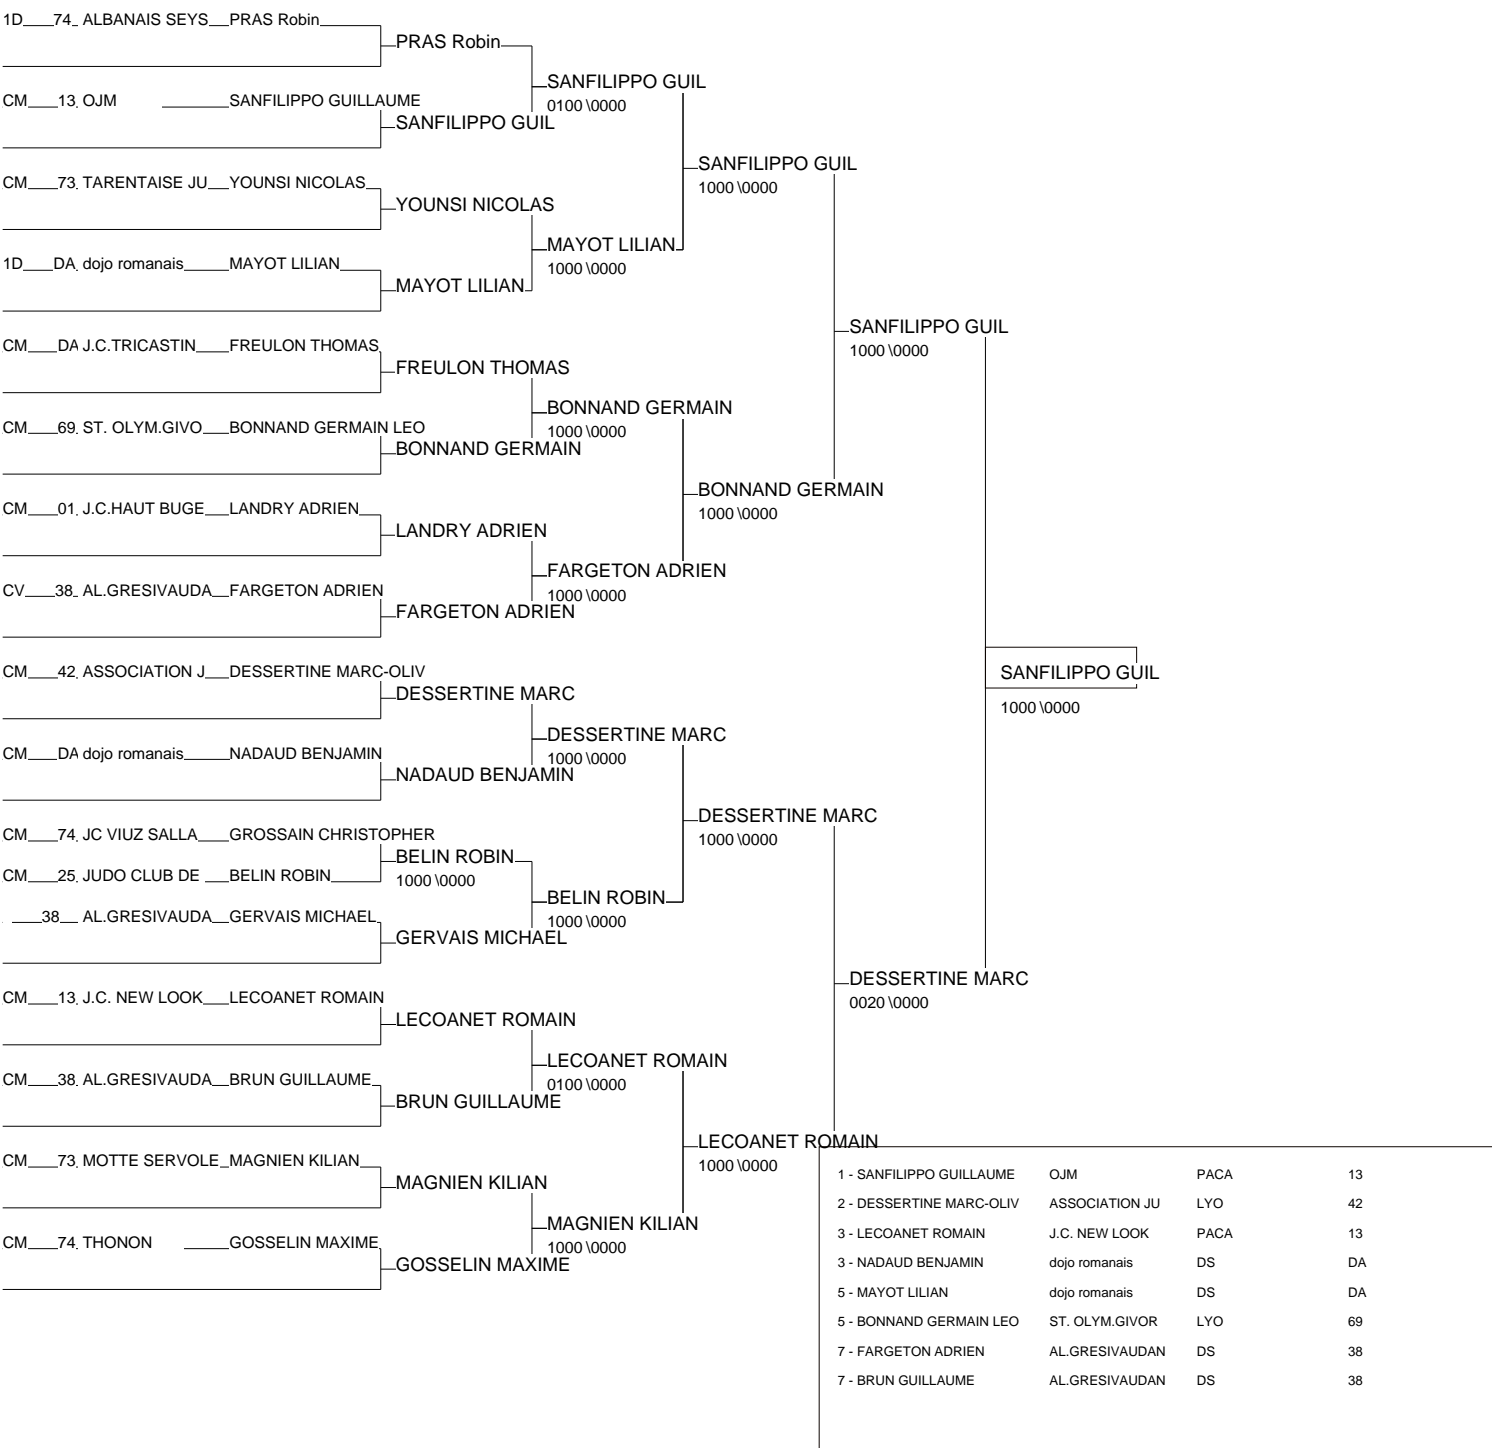 1D 74 ALBANAIS SEYS PRAS Robin
PRAS Robin
SANFILIPPO GUIL
0100 \0000
CM 13 OJM SANFILIPPO GUILLAUME
SANFILIPPO GUIL
SANFILIPPO GUIL
1000 \0000
CM 73 TARENTAISE JU YOUNSI NICOLAS
YOUNSI NICOLAS
MAYOT LILIAN
1000 \0000
1D DA dojo romanais MAYOT LILIAN
MAYOT LILIAN
SANFILIPPO GUIL
1000 \0000
CM DA J.C.TRICASTIN FREULON THOMAS
FREULON THOMAS
BONNAND GERMAIN
1000 \0000
CM 69 ST. OLYM.GIVO BONNAND GERMAIN LEO
BONNAND GERMAIN
BONNAND GERMAIN
1000 \0000
CM 01 J.C.HAUT BUGE LANDRY ADRIEN
LANDRY ADRIEN
FARGETON ADRIEN
1000 \0000
CV 38 AL.GRESIVAUDA FARGETON ADRIEN
FARGETON ADRIEN
SANFILIPPO GUIL
1000 \0000
CM 42 ASSOCIATION J DESSERTINE MARC-OLIV
DESSERTINE MARC
DESSERTINE MARC
1000 \0000
CM DA dojo romanais NADAUD BENJAMIN
NADAUD BENJAMIN
DESSERTINE MARC
1000 \0000
CM 74 JC VIUZ SALLA GROSSAIN CHRISTOPHER
BELIN ROBIN
1000 \0000
CM 25 JUDO CLUB DE BELIN ROBIN
BELIN ROBIN
1000 \0000
38 AL.GRESIVAUDA GERVAIS MICHAEL
GERVAIS MICHAEL
DESSERTINE MARC
0020 \0000
CM 13 J.C. NEW LOOK LECOANET ROMAIN
LECOANET ROMAIN
LECOANET ROMAIN
0100 \0000
CM 38 AL.GRESIVAUDA BRUN GUILLAUME
BRUN GUILLAUME
LECOANET ROMAIN
1000 \0000
CM 73 MOTTE SERVOLE MAGNIEN KILIAN
MAGNIEN KILIAN
MAGNIEN KILIAN
1000 \0000
CM 74 THONON GOSSELIN MAXIME
GOSSELIN MAXIME
1 - SANFILIPPO GUILLAUME OJM PACA 13
2 - DESSERTINE MARC-OLIV ASSOCIATION JU LYO 42
3 - LECOANET ROMAIN J.C. NEW LOOK PACA 13
3 - NADAUD BENJAMIN dojo romanais DS DA
5 - MAYOT LILIAN dojo romanais DS DA
5 - BONNAND GERMAIN LEO ST. OLYM.GIVOR LYO 69
7 - FARGETON ADRIEN AL.GRESIVAUDAN DS 38
7 - BRUN GUILLAUME AL.GRESIVAUDAN DS 38